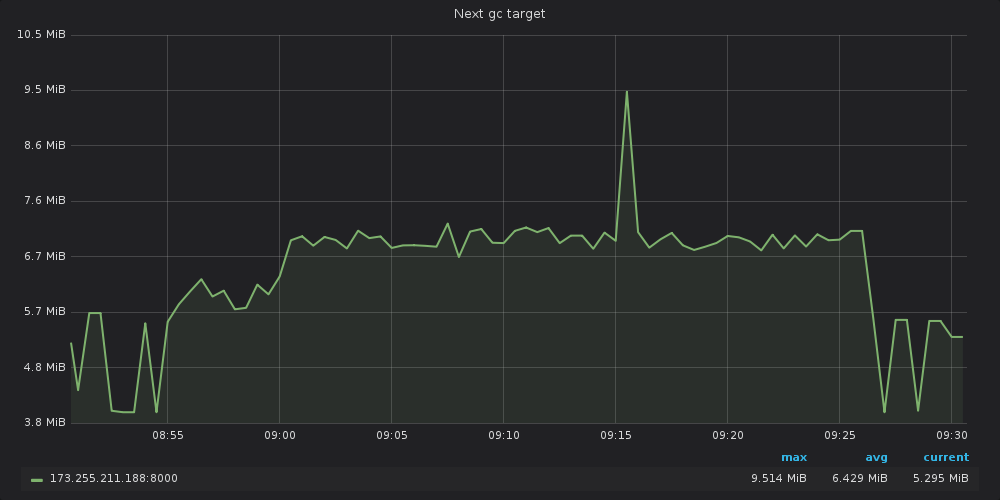 Next gc target
10.5 MiB
9.5 MiB
8.6 MiB
7.6 MiB
6.7 MiB
5.7 MiB
4.8 MiB
3.8 MiB
08:55 09:00 09:05 09:10 09:15 09:20 09:25 09:30
max avg current
173.255.211.188:8000 9.514 MiB 6.429 MiB 5.295 MiB